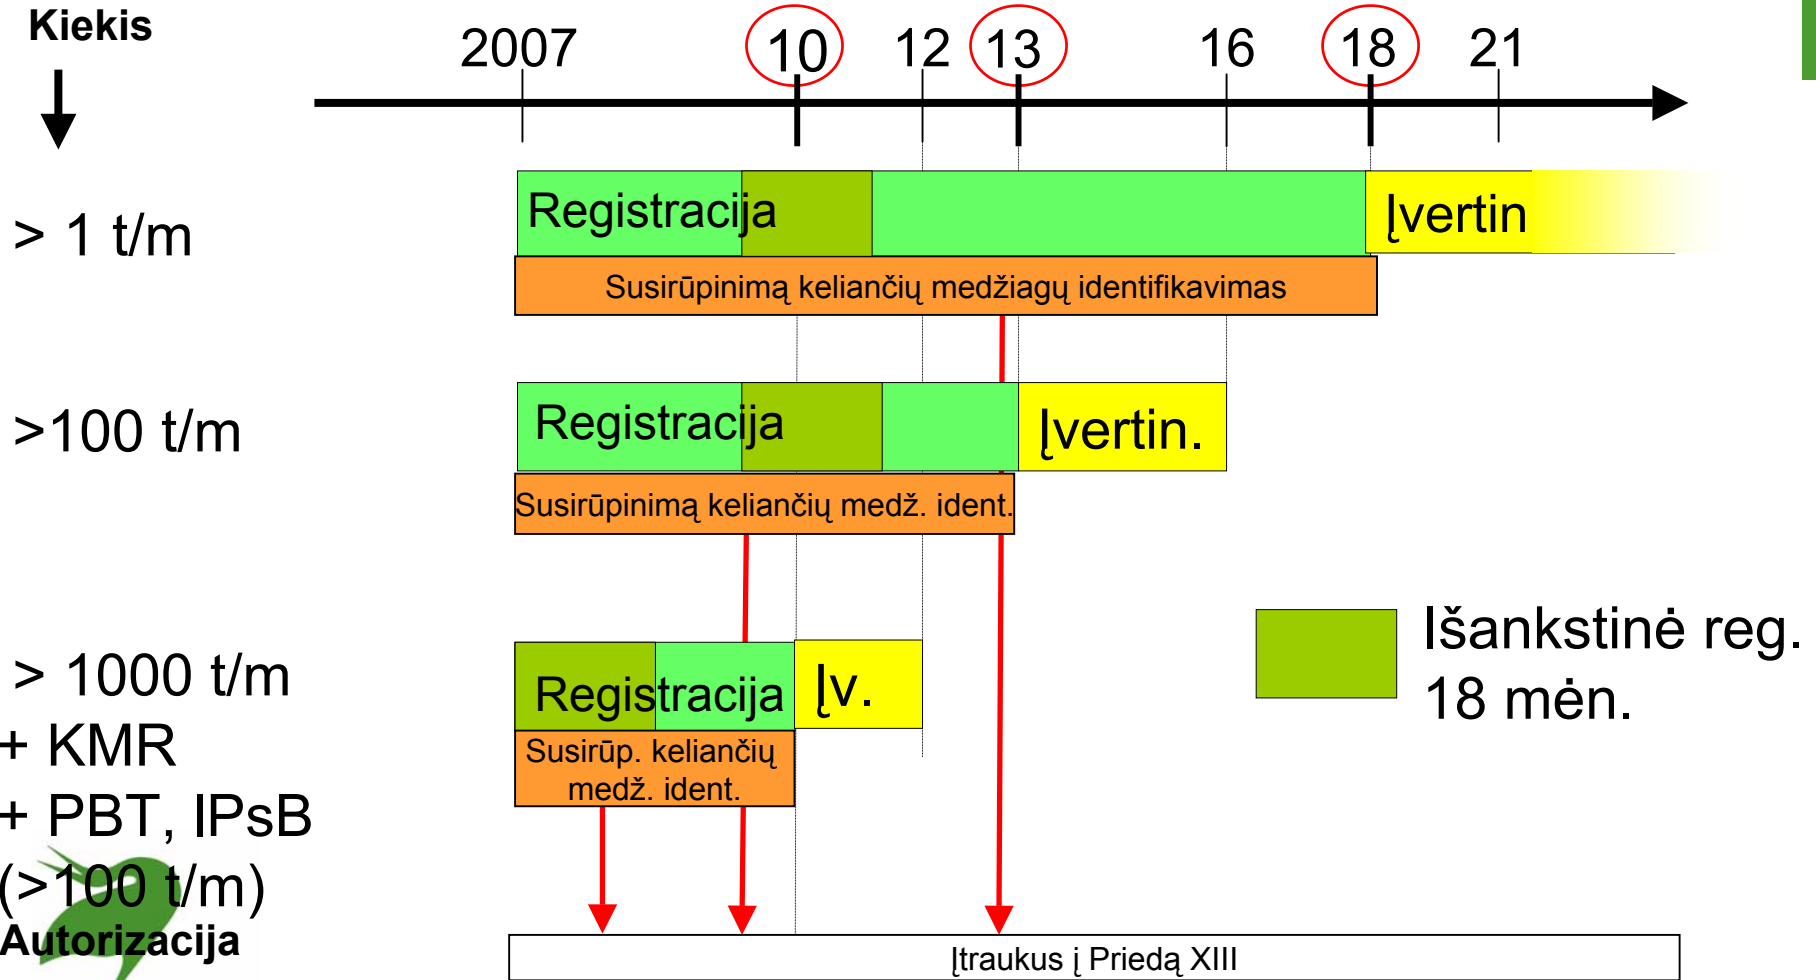 Kiekis
2007 10 12 13 16 18 21
> 1 t/m
Registracija
Įvertin
Susirūpinimą keliančių medžiagų identifikavimas
>100 t/m
Registracija
Įvertin.
Susirūpinimą keliančių medž. ident.
> 1000 t/m
+ KMR
+ PBT, lPsB
(>100 t/m)
Registracija
Įv.
Susirūp. keliančių
medž. ident.
Išankstinė reg.
18 mėn.
Autorizacija
Įtraukus į Priedą XIII